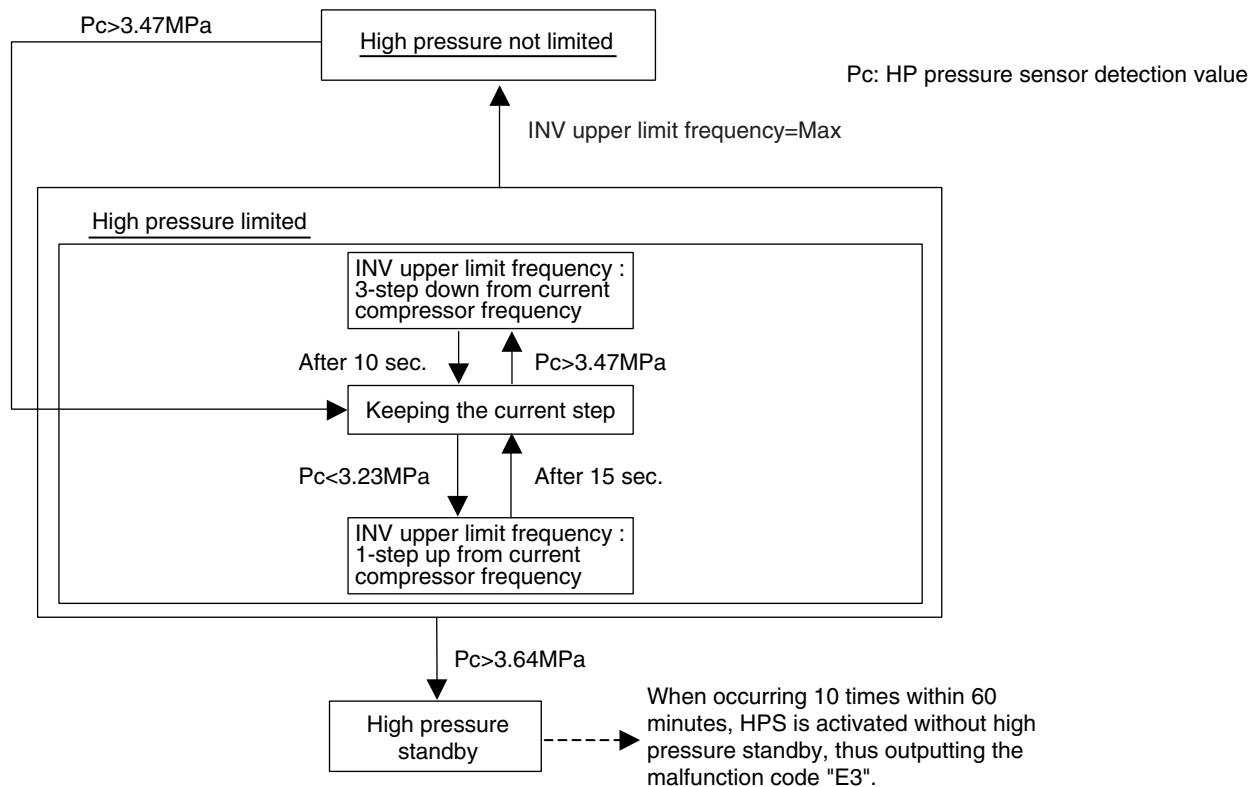 Pc>3.47MPa
High pressure not limited
Pc: HP pressure sensor detection value
INV upper limit frequency=Max
High pressure limited
INV upper limit frequency :
3-step down from current
compressor frequency
After 10 sec.
Pc>3.47MPa
Keeping the current step
Pc<3.23MPa
After 15 sec.
INV upper limit frequency :
1-step up from current
compressor frequency
Pc>3.64MPa
High pressure
standby
When occurring 10 times within 60
minutes, HPS is activated without high
pressure standby, thus outputting the
malfunction code "E3".